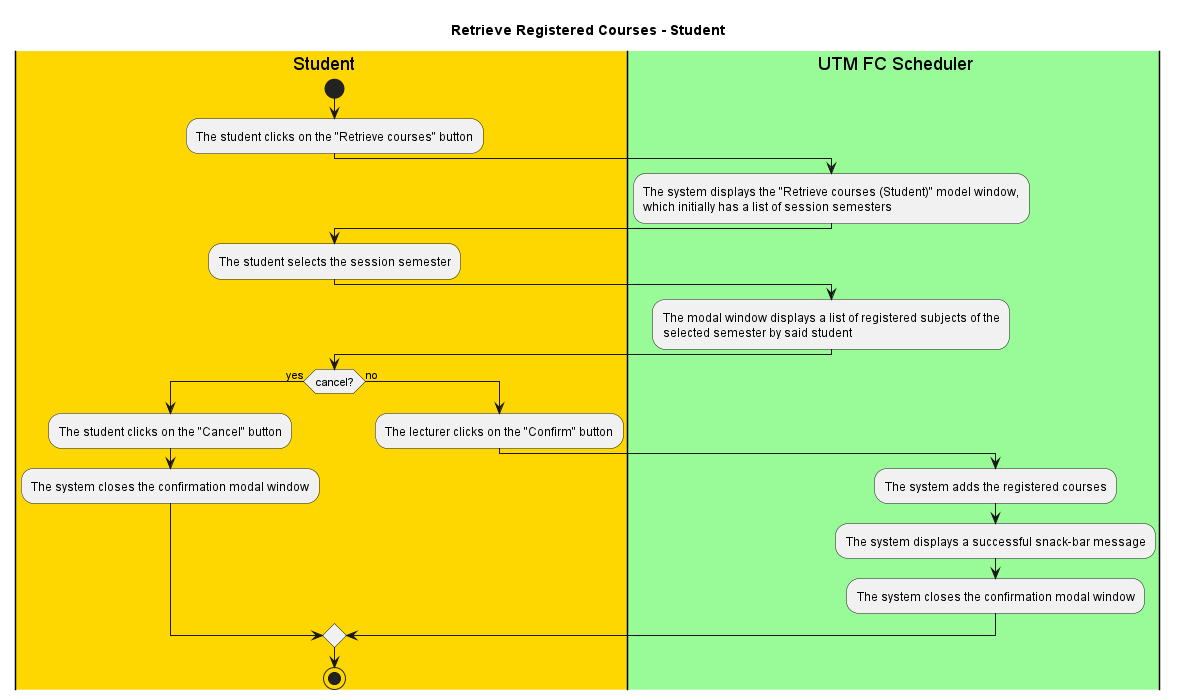 Retrieve Registered Courses - Student
Student
UTM FC Scheduler
The student clicks on the "Retrieve courses" button
The system displays the "Retrieve courses (Student)" model window,
which initially has a list of session semesters
The student selects the session semester
The modal window displays a list of registered subjects of the
selected semester by said student
yes
cancel?
no
The student clicks on the "Cancel" button
The lecturer clicks on the "Confirm" button
The system closes the confirmation modal window
The system adds the registered courses
The system displays a successful snack-bar message
The system closes the confirmation modal window